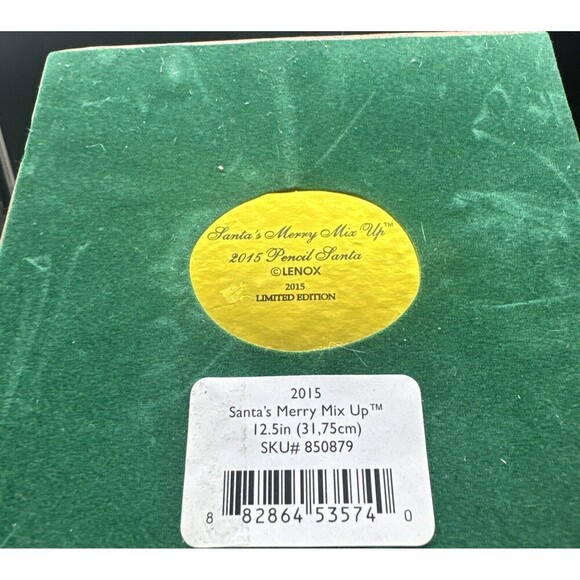 Santa's Merry Mix Up™
2015 Pencil Santa
©LENOX
2015
LIMITED EDITION
2015
Santa's Merry Mix Up™
12.5in (31,75cm)
SKU# 850879
8 82864 53574 0